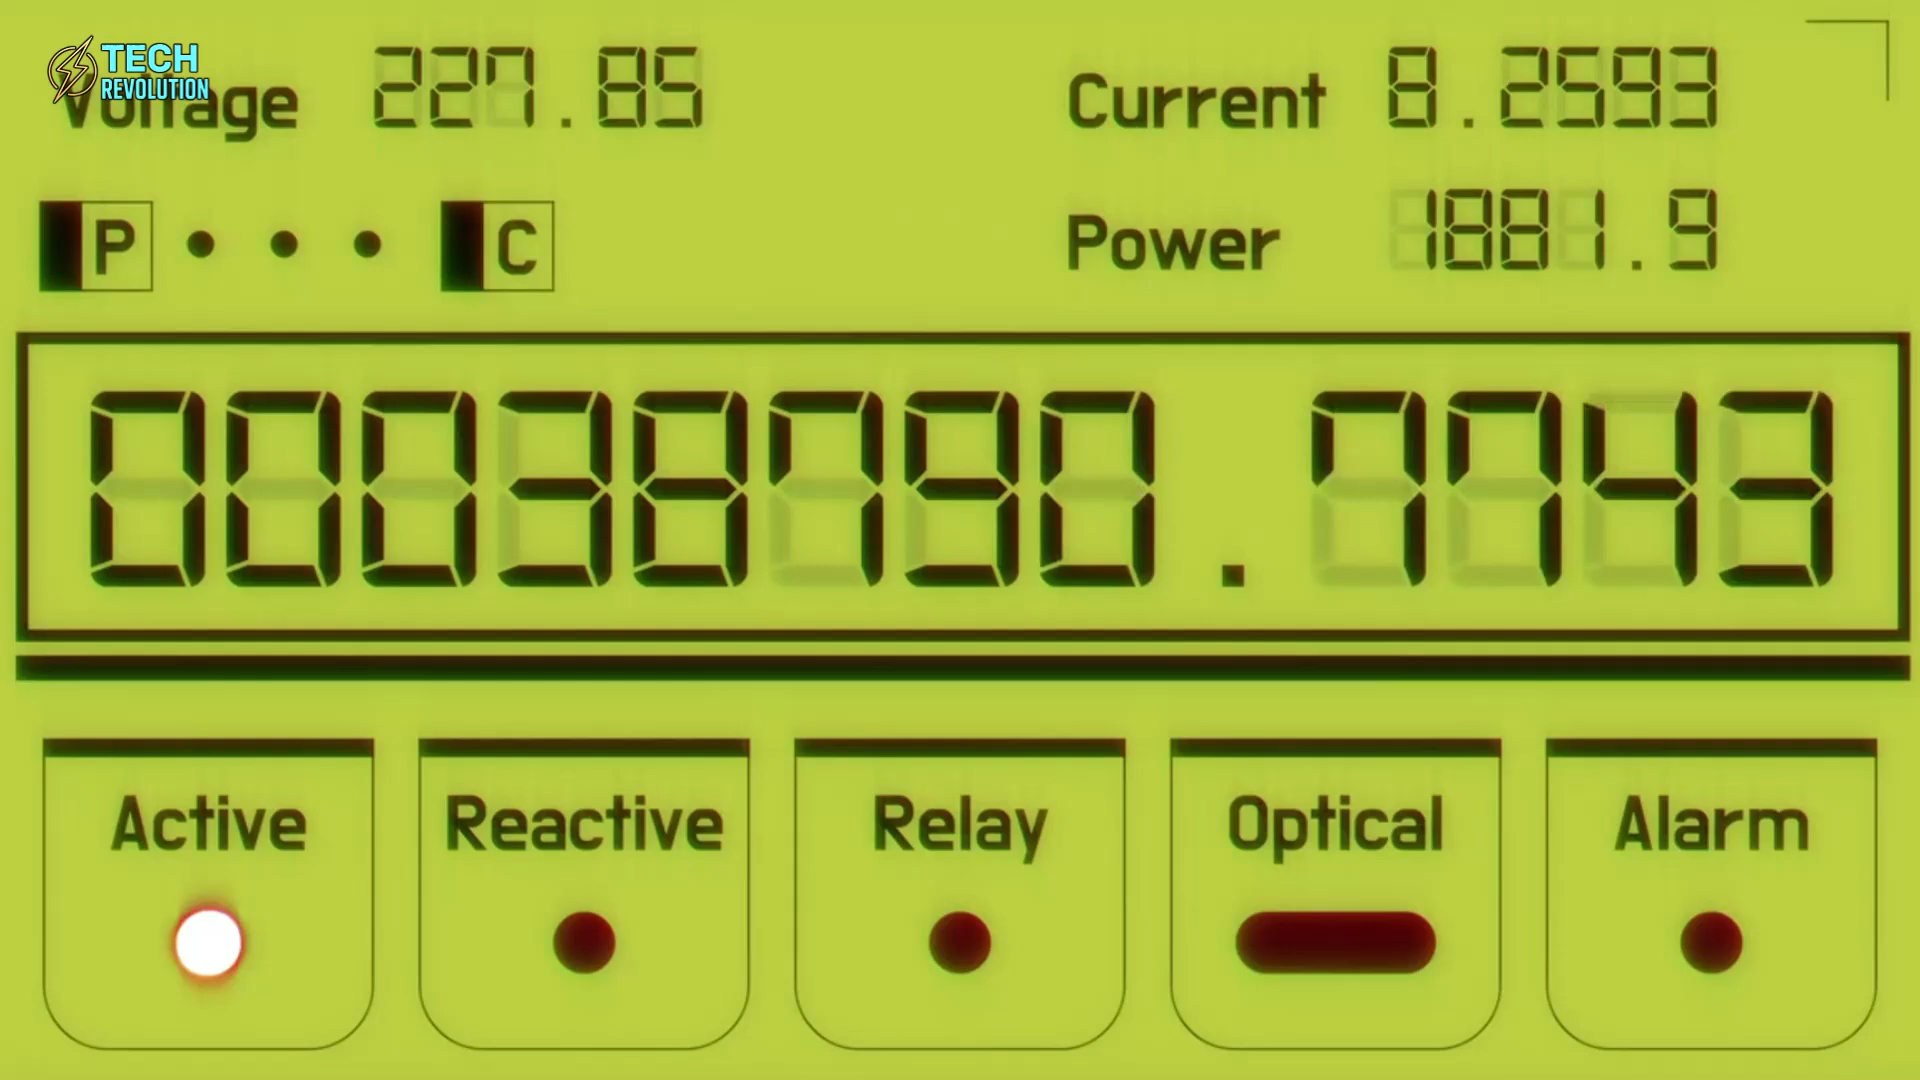 TECH
REVOLUTION
Voltage 227.85
Current 8.2593
P • • • C
Power 1881.9
00038790.7743
Active
Reactive
Relay
Optical
Alarm